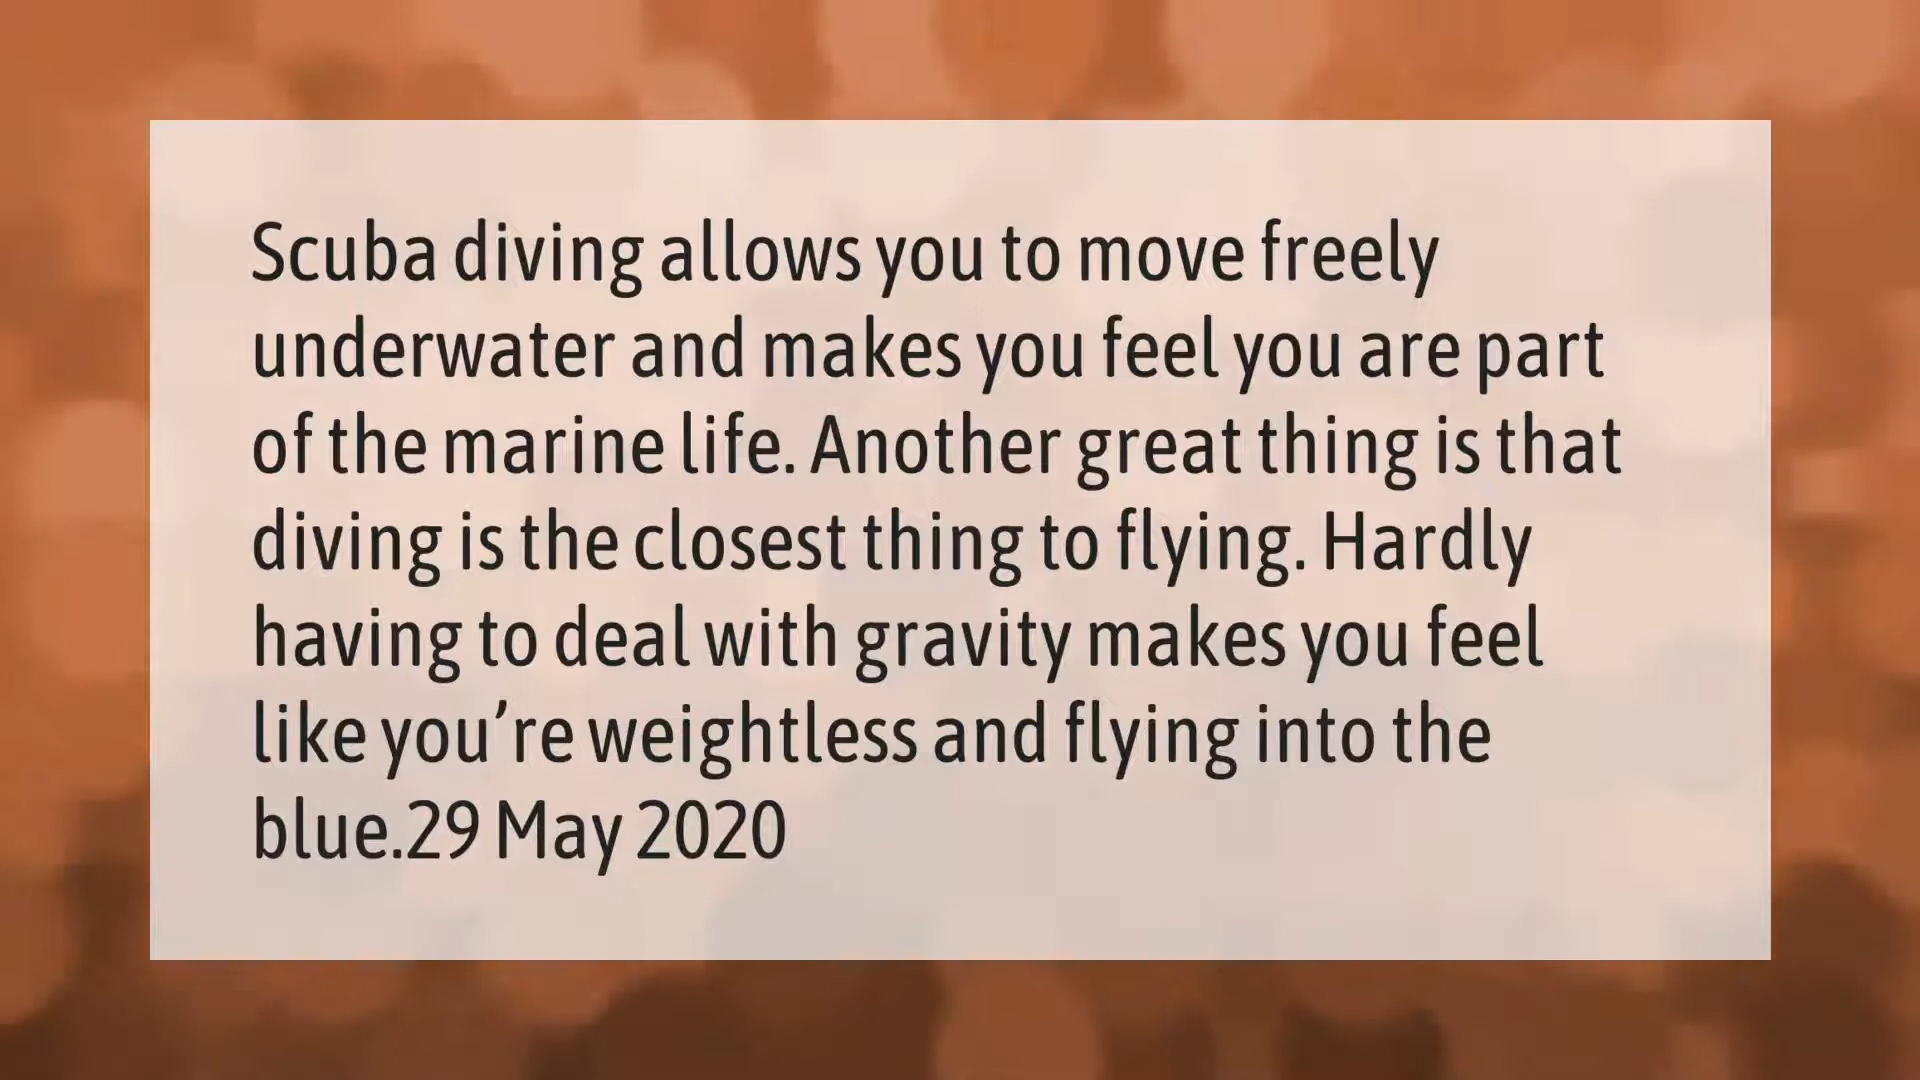 Scuba diving allows you to move freely
underwater and makes you feel you are part
of the marine life. Another great thing is that
diving is the closest thing to flying. Hardly
having to deal with gravity makes you feel
like you’re weightless and flying into the
blue.29 May 2020